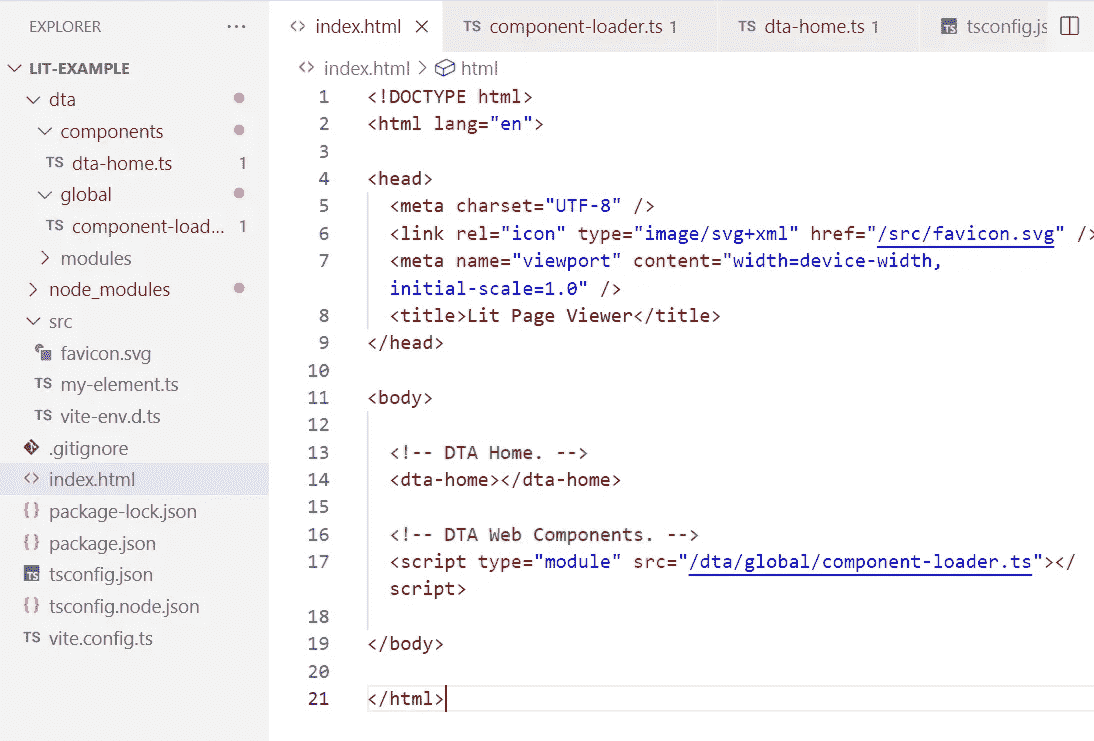 EXPLORER
LIT-EXAMPLE
dta
components
TS dta-home.ts 1
global
TS component-load... 1
modules
node_modules
src
favicon.svg
TS my-element.ts
TS vite-env.d.ts
.gitignore
<> index.html
{} package-lock.json
{} package.json
TS tsconfig.json
{} tsconfig.node.json
TS vite.config.ts
<> index.html TS component-loader.ts 1 TS dta-home.ts 1 TS tsconfig.js
<> index.html > html
1 <!DOCTYPE html>
2 <html lang="en">
3
4 <head>
5 <meta charset="UTF-8" />
6 <link rel="icon" type="image/svg+xml" href="/src/favicon.svg" />
7 <meta name="viewport" content="width=device-width,
initial-scale=1.0" />
8 <title>Lit Page Viewer</title>
9 </head>
10
11 <body>
12
13 <!-- DTA Home. -->
14 <dta-home></dta-home>
15
16 <!-- DTA Web Components. -->
17 <script type="module" src="/dta/global/component-loader.ts"></
script>
18
19 </body>
20
21 </html>